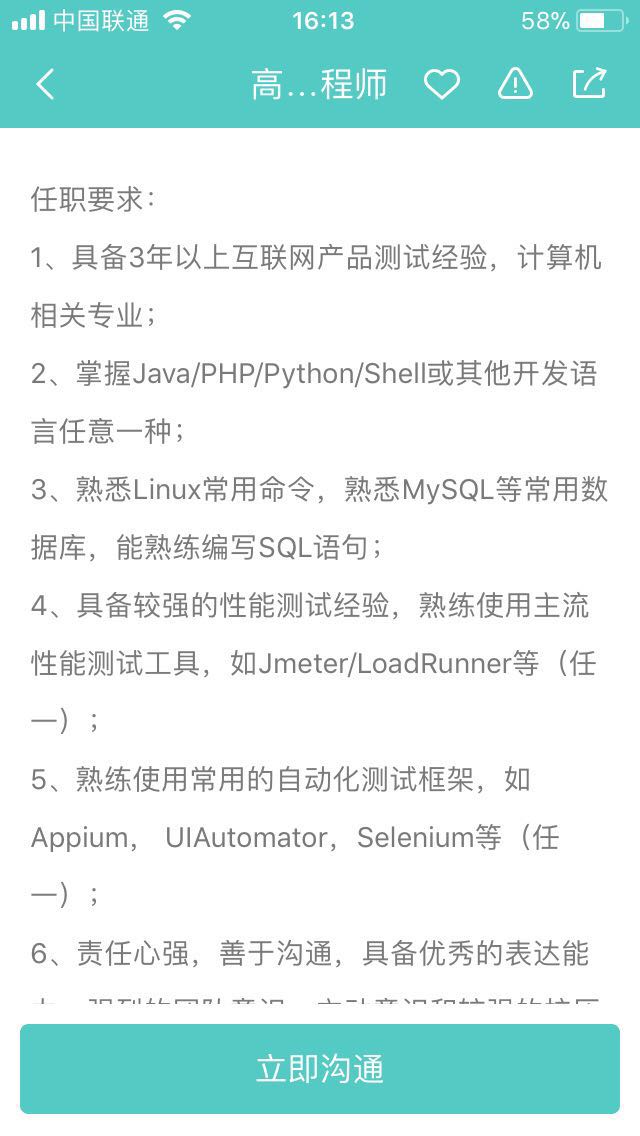 中国联通
16:13
58%
高...程师
任职要求：
1、具备3年以上互联网产品测试经验，计算机
相关专业；
2、掌握Java/PHP/Python/Shell或其他开发语
言任意一种；
3、熟悉Linux常用命令，熟悉MySQL等常用数
据库，能熟练编写SQL语句；
4、具备较强的性能测试经验，熟练使用主流
性能测试工具，如Jmeter/LoadRunner等（任
一）；
5、熟练使用常用的自动化测试框架，如
Appium， UIAutomator，Selenium等（任
一）；
6、责任心强，善于沟通，具备优秀的表达能
立即沟通